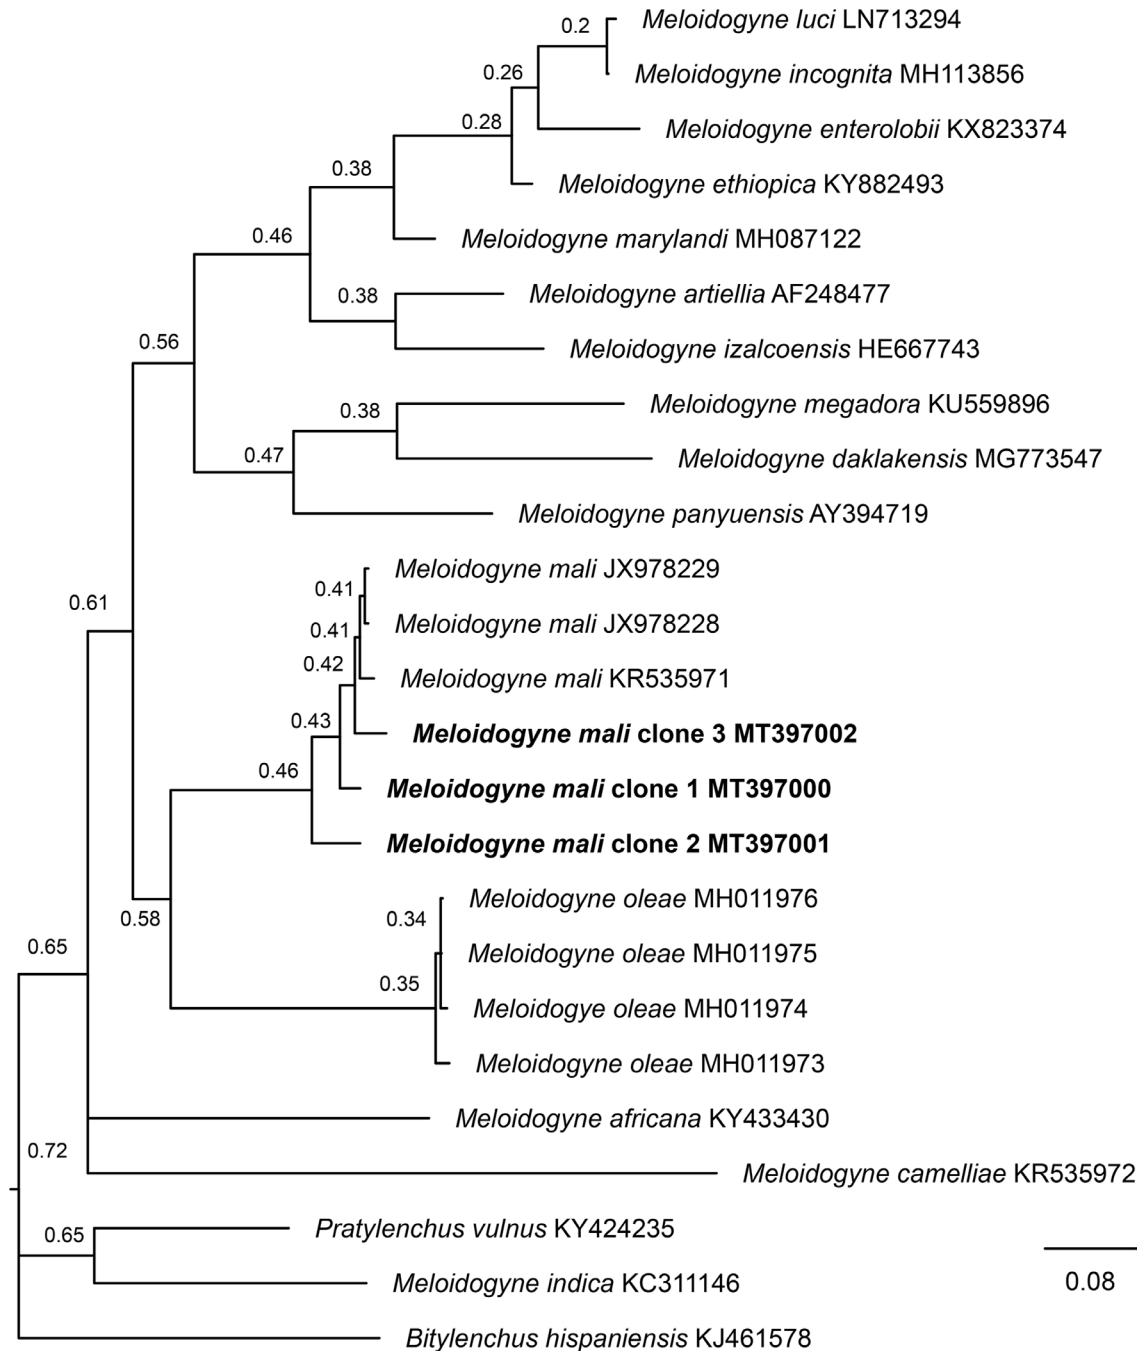 0.2
Meloidogyne luci LN713294
Meloidogyne incognita MH113856
0.26
Meloidogyne enterolobii KX823374
0.28
Meloidogyne ethiopica KY882493
0.38
Meloidogyne marylandi MH087122
0.46
Meloidogyne artiellia AF248477
0.38
Meloidogyne izalcoensis HE667743
0.56
Meloidogyne megadora KU559896
0.38
Meloidogyne daklakensis MG773547
0.47
Meloidogyne panyuensis AY394719
Meloidogyne mali JX978229
0.41
0.61
Meloidogyne mali JX978228
0.41
0.42
Meloidogyne mali KR535971
0.43
Meloidogyne mali clone 3 MT397002
0.46
Meloidogyne mali clone 1 MT397000
Meloidogyne mali clone 2 MT397001
Meloidogyne oleae MH011976
0.34
0.58
0.65
Meloidogyne oleae MH011975
0.35
Meloidogye oleae MH011974
Meloidogyne oleae MH011973
Meloidogyne africana KY433430
0.72
Meloidogyne camelliae KR535972
Pratylenchus vulnus KY424235
0.65
Meloidogyne indica KC311146
0.08
Bitylenchus hispaniensis KJ461578